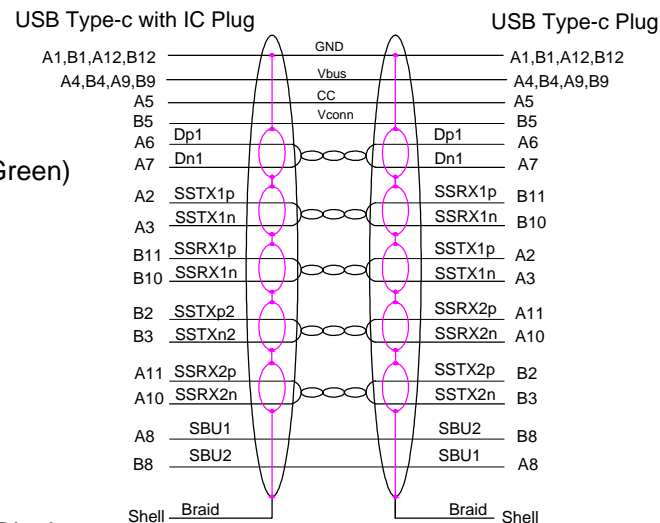 USB Type-c with IC Plug USB Type-c Plug
A1,B1,A12,B12 GND A1,B1,A12,B12
A4,B4,A9,B9 Vbus A4,B4,A9,B9
A5 CC A5
B5 Vconn B5
A6 Dp1 Dp1 A6
A7 Dn1 Dn1 A7
Green)
A2 SSTX1p SSRX1p B11
A3 SSTX1n SSRX1n B10
B11 SSRX1p SSTX1p A2
B10 SSRX1n SSTX1n A3
B2 SSTXp2 SSRX2p A11
B3 SSTXn2 SSRX2n A10
A11 SSRX2p SSTX2p B2
A10 SSRX2n SSTX2n B3
A8 SBU1 SBU2 B8
B8 SBU2 SBU1 A8
Shell Braid Braid Shell